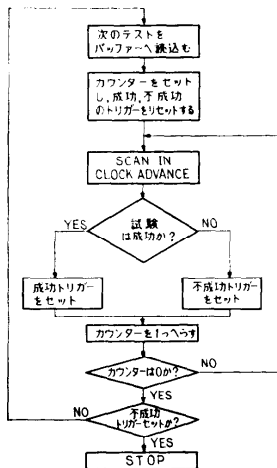 次のテストを
バッファーへ読込む
カウンターをセット
し,成功,不成功
のトリガーをリセットする
SCAN IN
CLOCK ADVANCE
試験
は成功か?
YES
NO
成功トリガー
をセット
不成功トリガー
をセット
カウンターを1つへらす
カウンターは0か?
NO
YES
不成功
トリガーセットか?
NO
YES
STOP